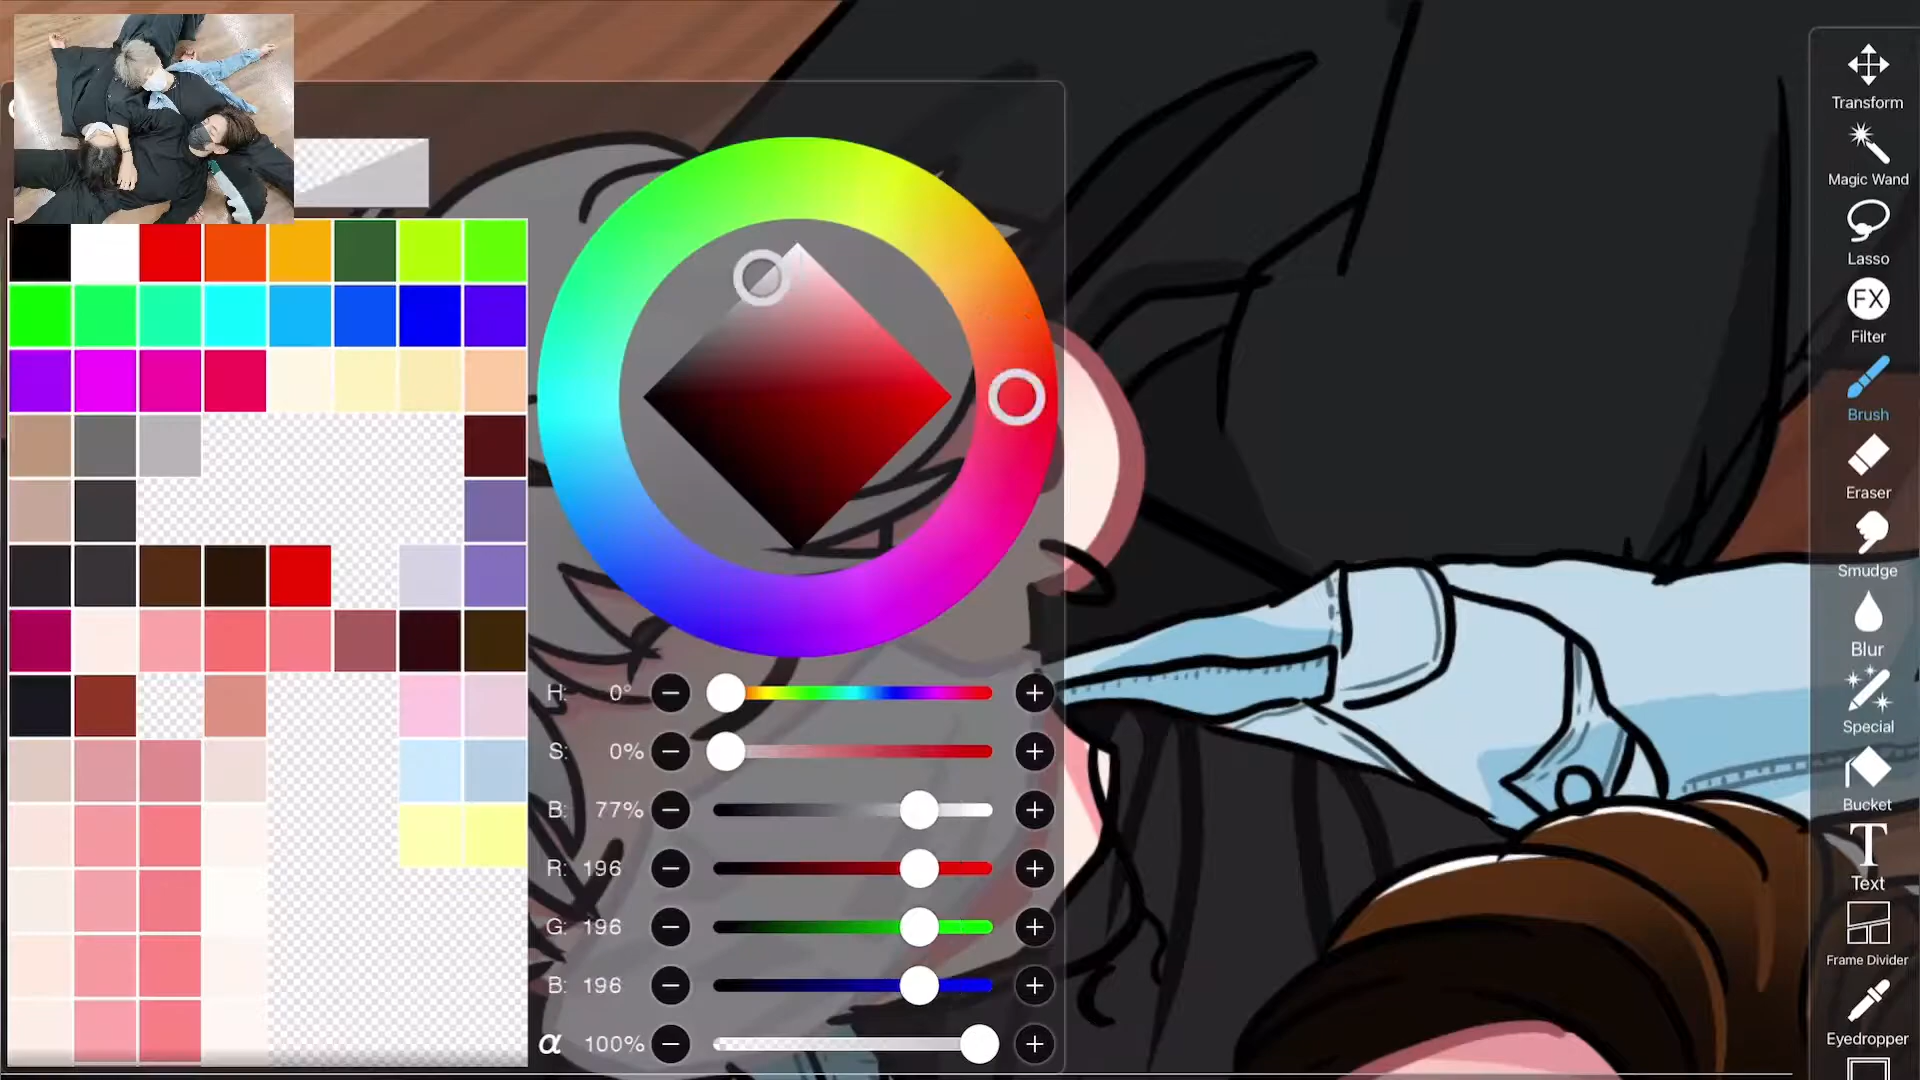 Transform
Magic Wand
Lasso
FX
Filter
Brush
Eraser
Smudge
Blur
Special
Bucket
T
Text
Frame Divider
Eyedropper
H: 0°
S: 0%
B: 77%
R: 196
G: 196
B: 196
α 100%